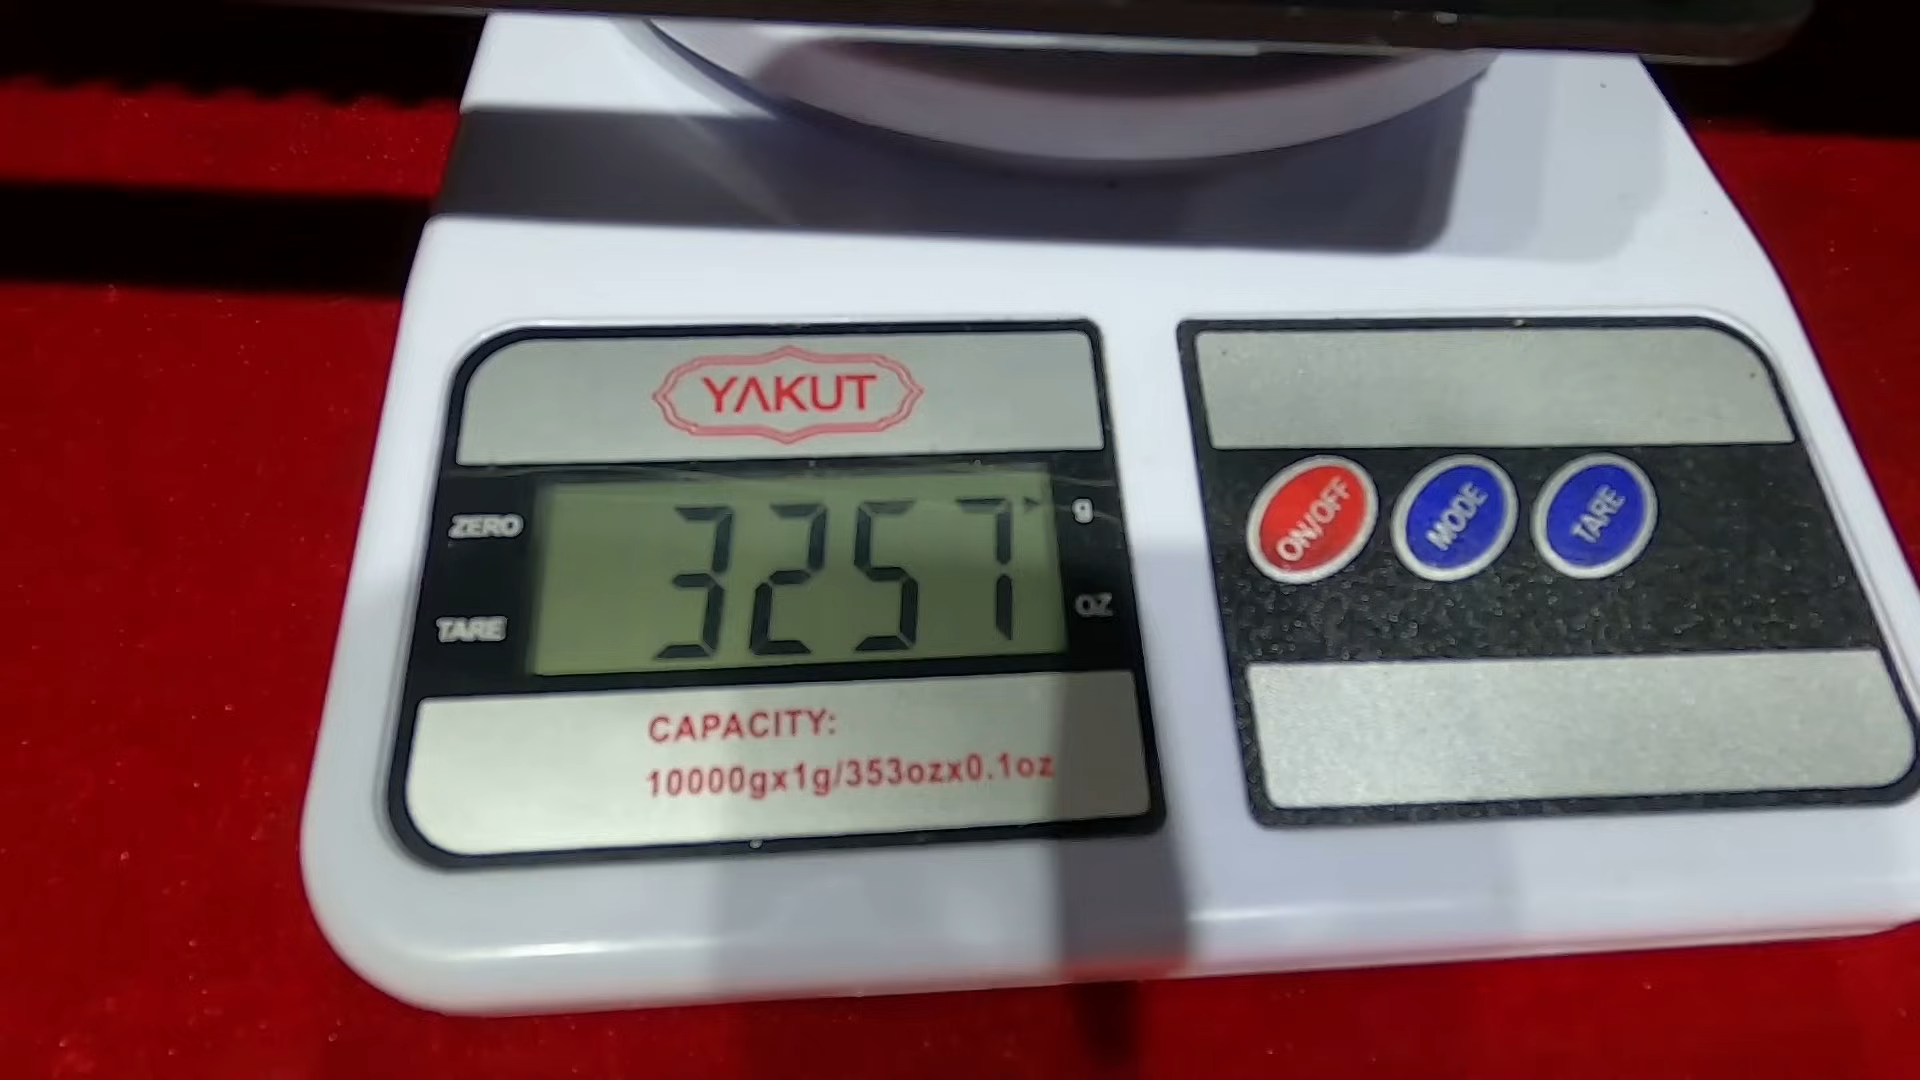 YAKUT
ZERO
3257
g
TARE
OZ
ON/OFF
MODE
TARE
CAPACITY:
10000gx1g/353ozx0.1oz